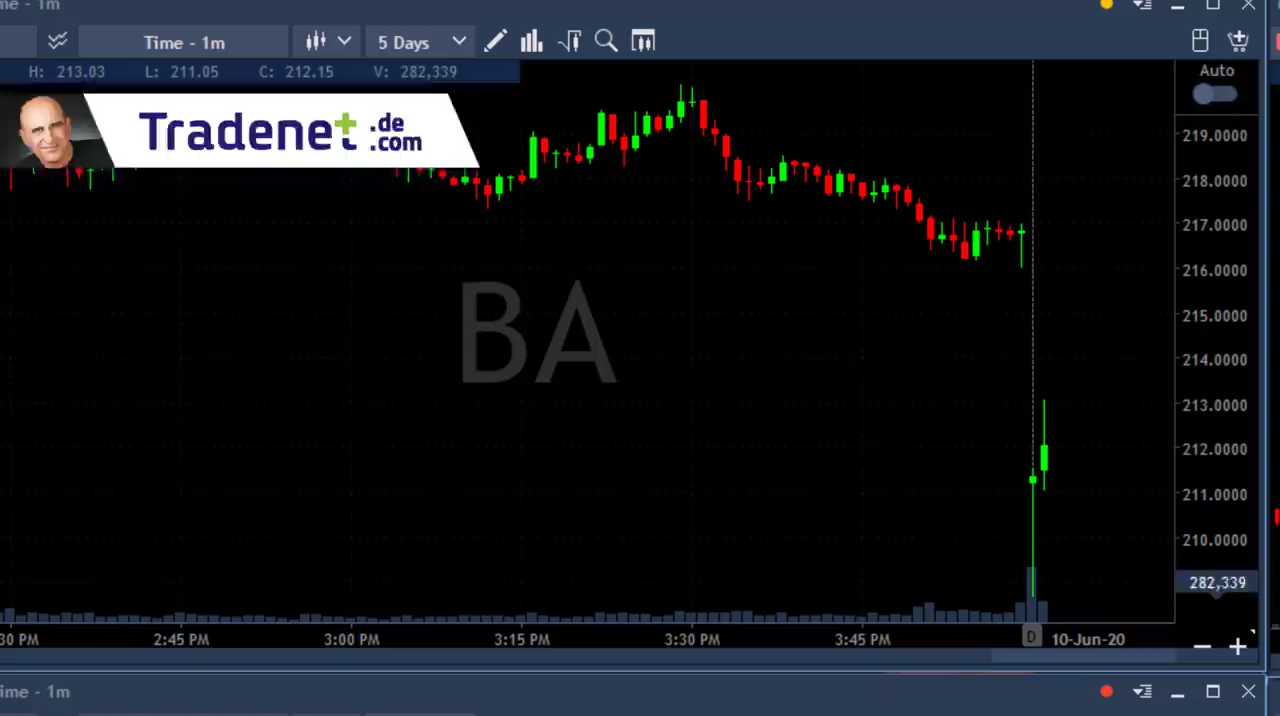 me - 1m
Time - 1m
5 Days
H: 213.03 L: 211.05 C: 212.15 V: 282,339
Auto
Tradenet .de .com
219.0000
218.0000
217.0000
216.0000
215.0000
214.0000
213.0000
212.0000
211.0000
210.0000
BA
282,339
30 PM
2:45 PM
3:00 PM
3:15 PM
3:30 PM
3:45 PM
D
10-Jun-20
ime - 1m